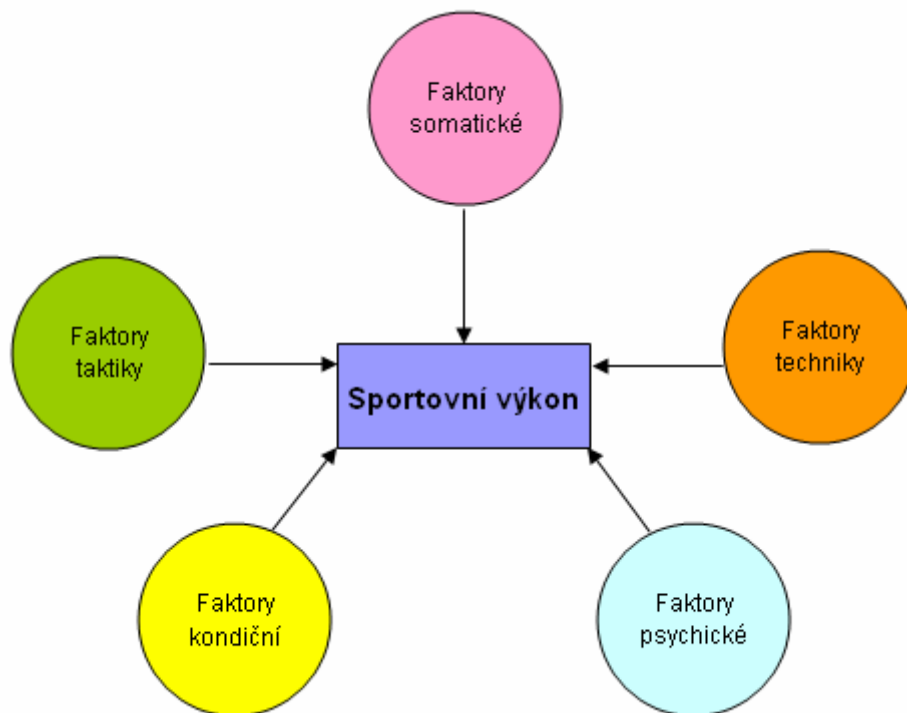 Faktory
somatické
Faktory
taktiky
Faktory
techniky
Sportovní výkon
Faktory
kondiční
Faktory
psychické